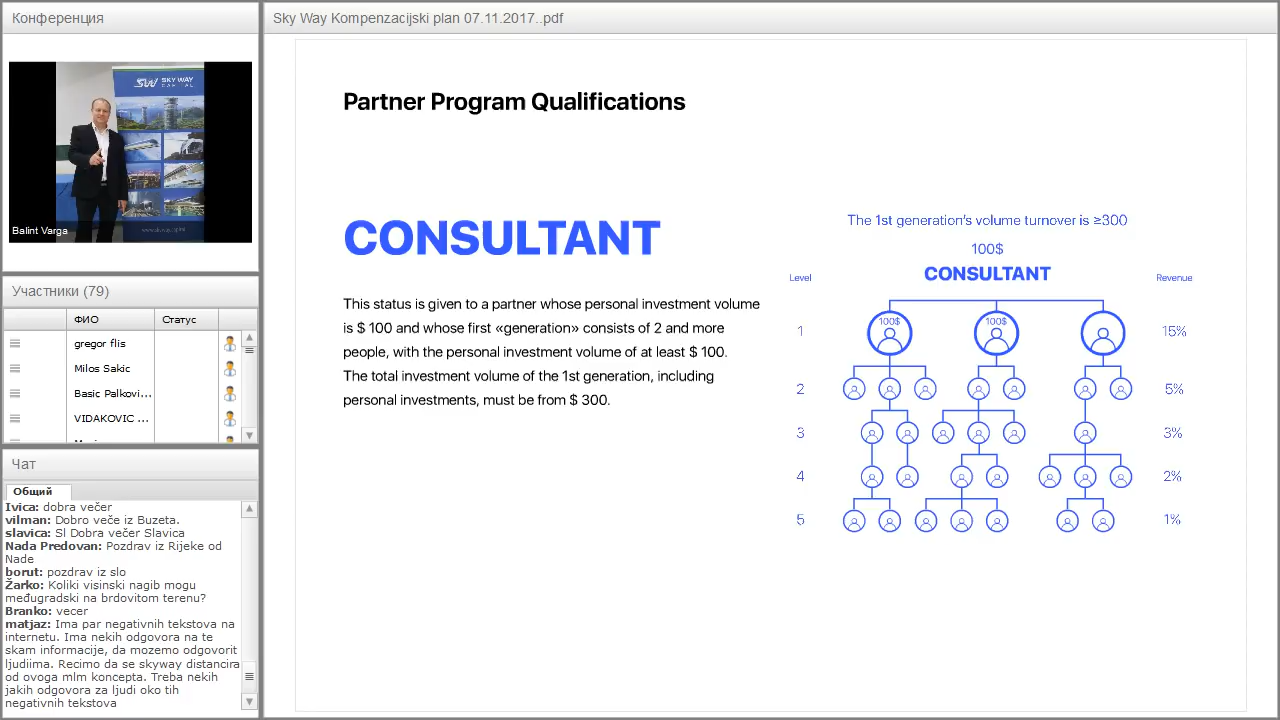 Конференция
SKY WAY
CAPITAL
Balint Varga
Участники (79)
ФИО
Статус
gregor flis
Milos Sakic
Basic Palkovi...
VIDAKOVIC ...
Чат
Общий
Ivica: dobra večer
vilman: Dobro veče iz Buzeta.
slavica: Sl Dobra večer Slavica
Nada Predovan: Pozdrav iz Rijeke od
Nade
borut: pozdrav iz slo
Žarko: Koliki visinski nagib mogu
međugradski na brdovitom terenu?
Branko: vecer
matjaz: Ima par negativnih tekstova na
internetu. Ima nekih odgovora na te
skam informacije, da mozemo odgovorit
ljudiima. Recimo da se skyway distancira
od ovoga mlm koncepta. Treba nekih
jakih odgovora za ljudi oko tih
negativnih tekstova
Sky Way Kompenzacijski plan 07.11.2017..pdf
Partner Program Qualifications
CONSULTANT
This status is given to a partner whose personal investment volume
is $ 100 and whose first «generation» consists of 2 and more
people, with the personal investment volume of at least $ 100.
The total investment volume of the 1st generation, including
personal investments, must be from $ 300.
The 1st generation's volume turnover is ≥300
100$
CONSULTANT
Level
Revenue
1
100$
100$
15%
2
5%
3
3%
4
2%
5
1%